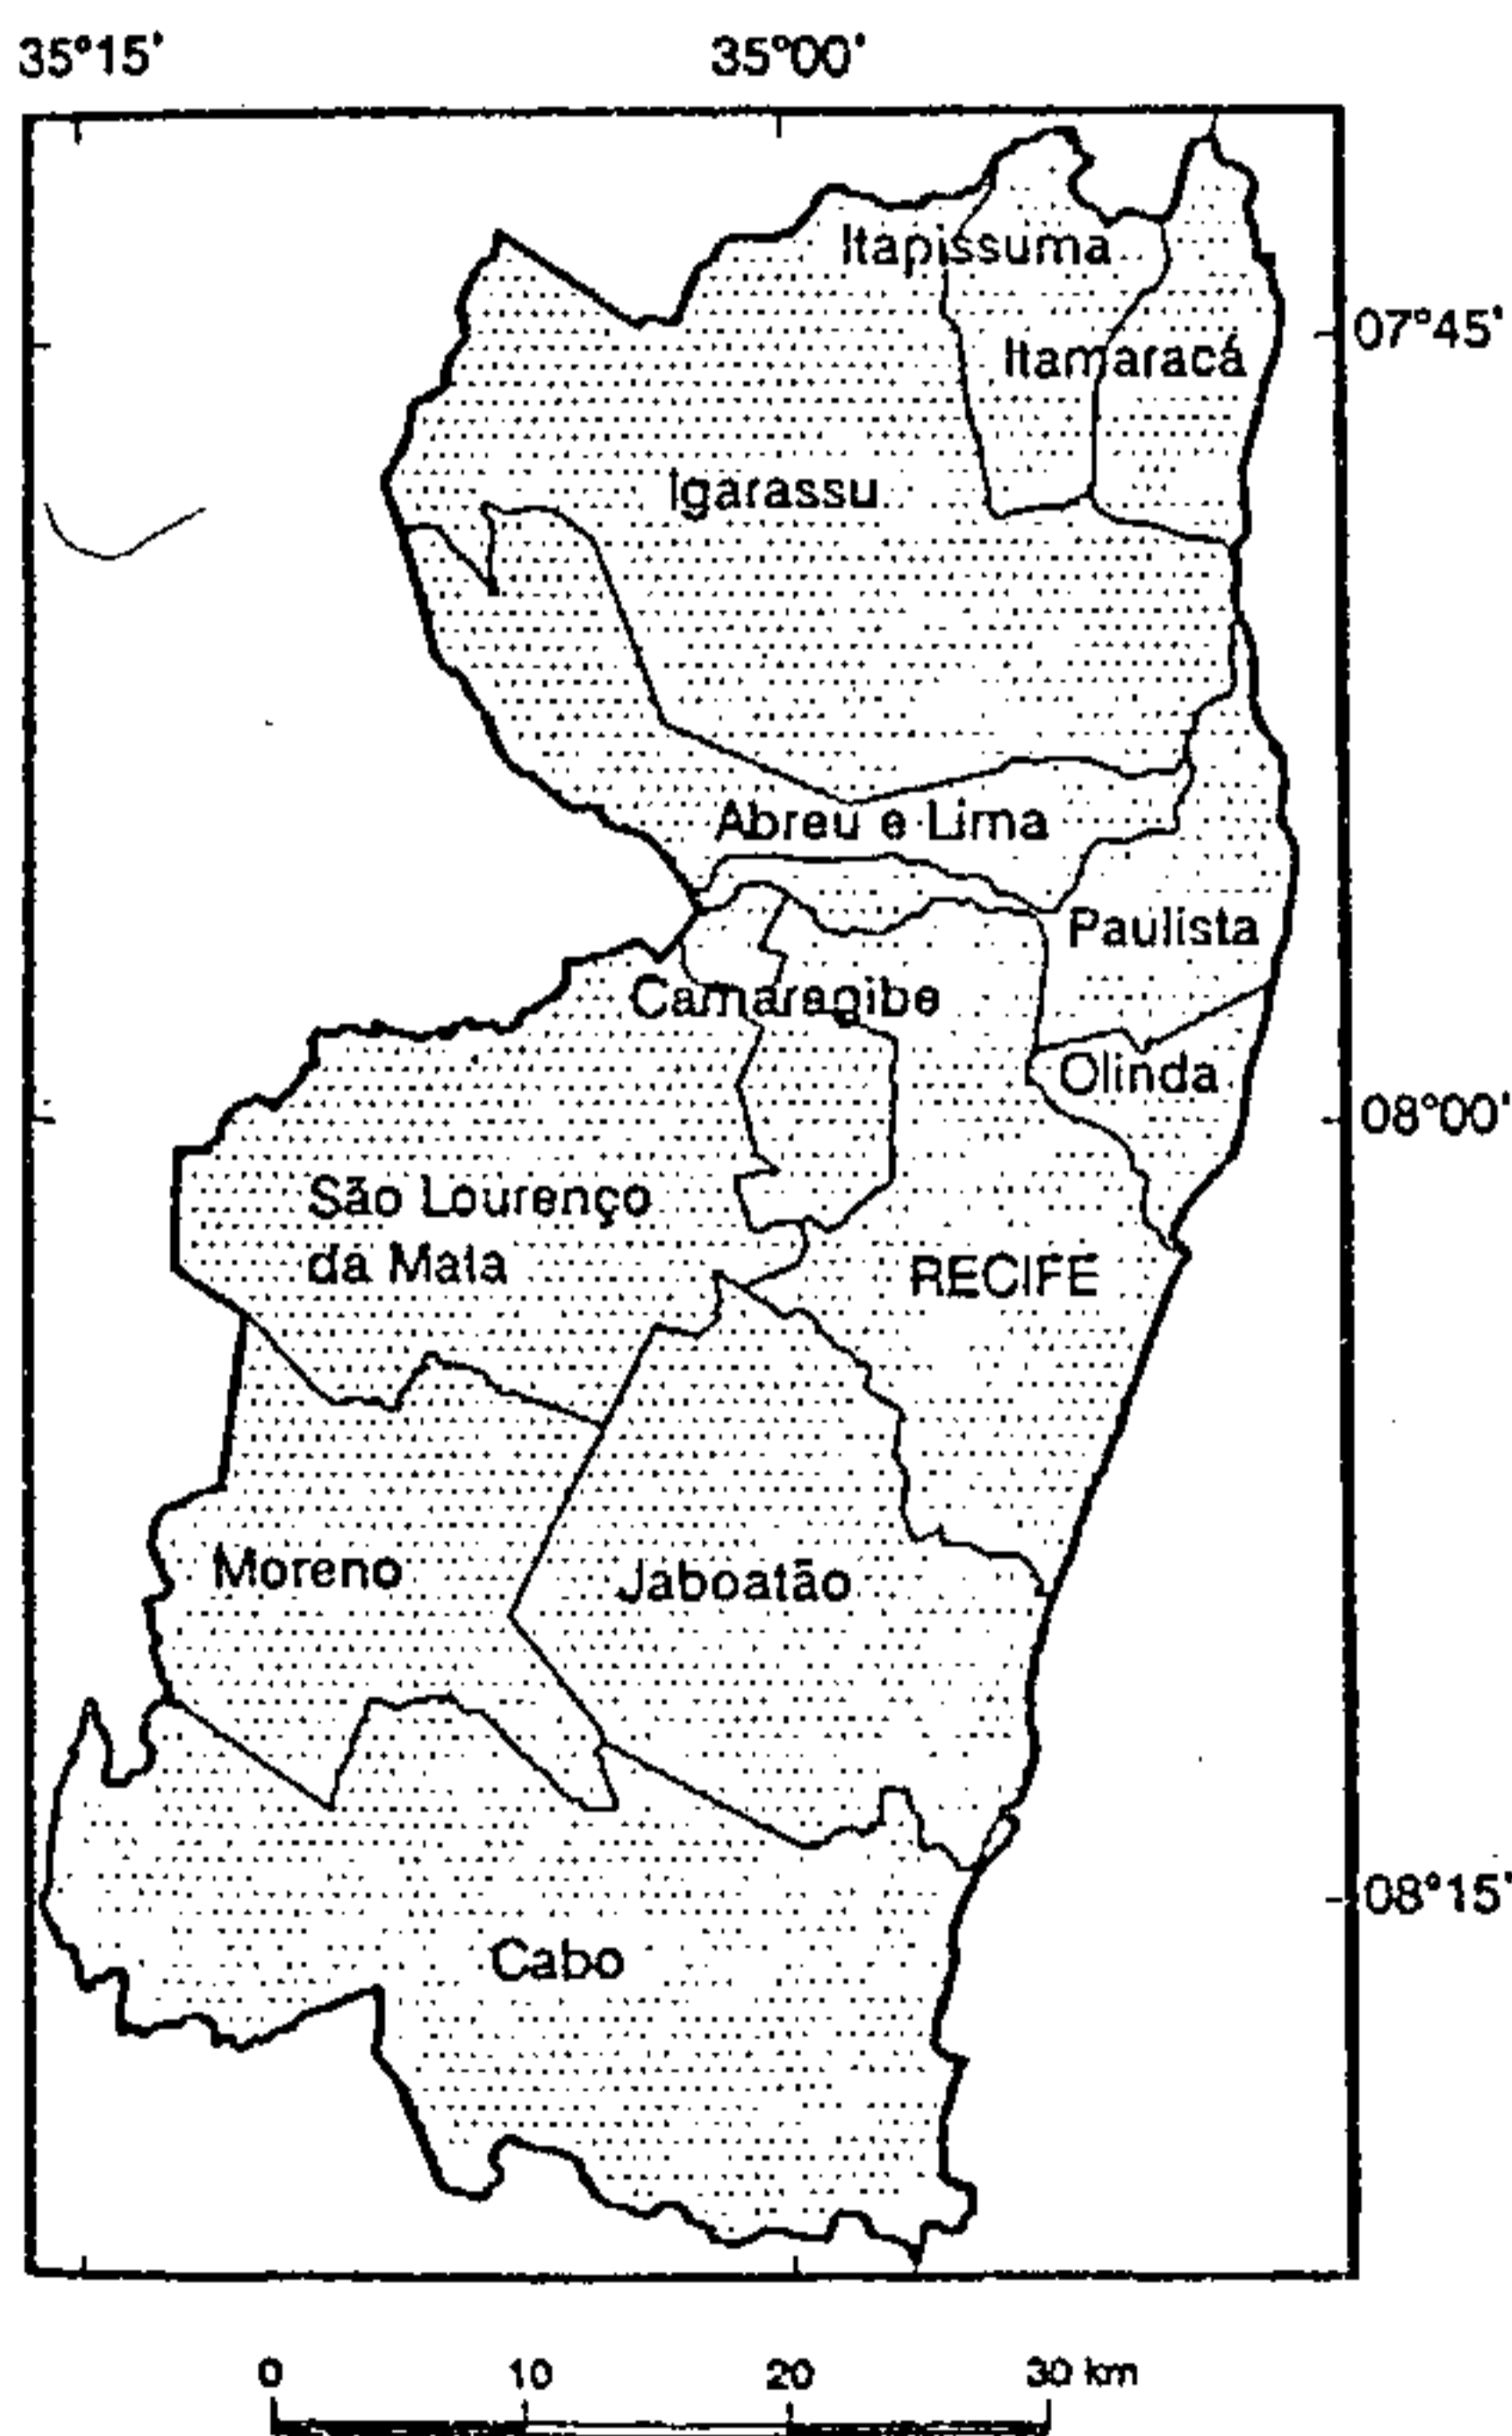 35°15'
35°00'
Itapissuma
07°45'
Itamaracá
Igarassu
Abreu e Lima
Paulista
Camaragibe
Olinda
08°00'
São Lourenço
da Mata
RECIFE
Moreno
Jaboatão
08°15'
Cabo
0 10 20 30 km